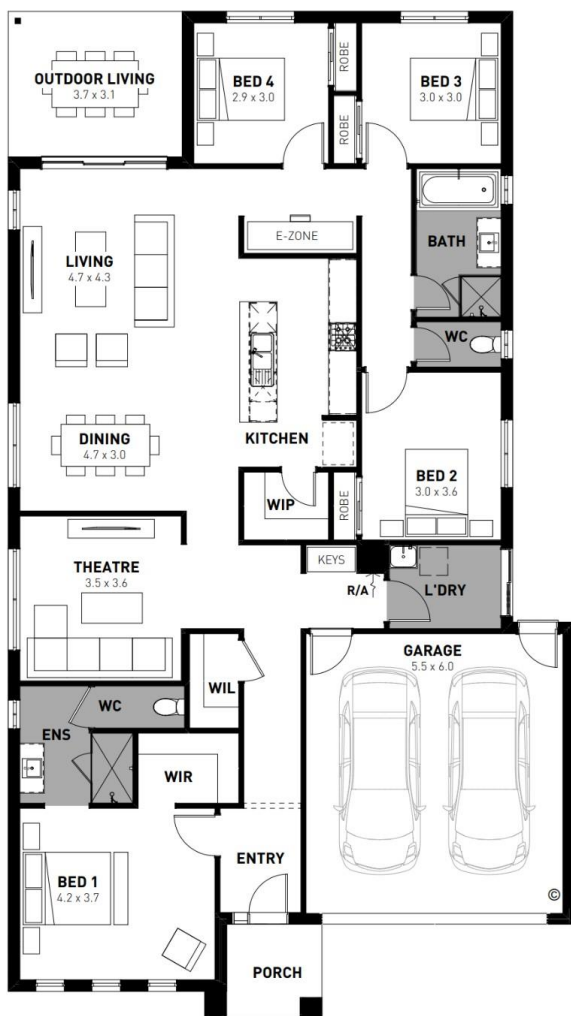 OUTDOOR LIVING
3.7 x 3.1
BED 4
2.9 x 3.0
ROBE
ROBE
BED 3
3.0 x 3.0
E-ZONE
BATH
LIVING
4.7 x 4.3
WC
DINING
4.7 x 3.0
KITCHEN
BED 2
3.0 x 3.6
WIP
ROBE
THEATRE
3.5 x 3.6
KEYS
R/A
L'DRY
GARAGE
5.5 x 6.0
WIL
WC
ENS
WIR
ENTRY
BED 1
4.2 x 3.7
©
PORCH